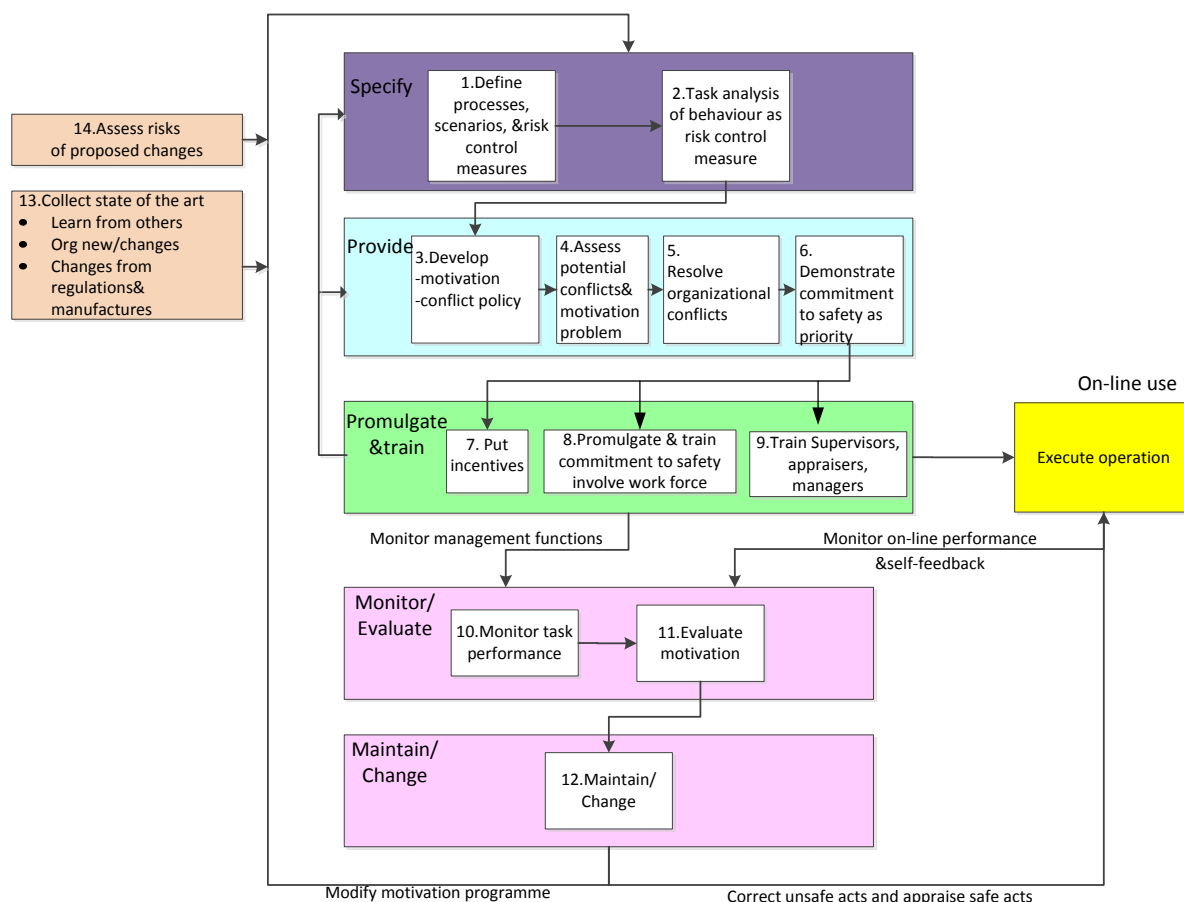 Specify
1.Define
processes,
scenarios, &risk
control
measures
2.Task analysis
of behaviour as
risk control
measure
14.Assess risks
of proposed changes
13.Collect state of the art
• Learn from others
• Org new/changes
• Changes from
regulations&
manufactures
Provide
3.Develop
-motivation
-conflict policy
4.Assess
potential
conflicts&
motivation
problem
5.
Resolve
organizational
conflicts
6.
Demonstrate
commitment
to safety as
priority
On-line use
Promulgate
&train
7. Put
incentives
8.Promulgate & train
commitment to safety
involve work force
9.Train Supervisors,
appraisers,
managers
Execute operation
Monitor management functions
Monitor on-line performance
&self-feedback
Monitor/
Evaluate
10.Monitor task
performance
11.Evaluate
motivation
Maintain/
Change
12.Maintain/
Change
Modify motivation programme
Correct unsafe acts and appraise safe acts